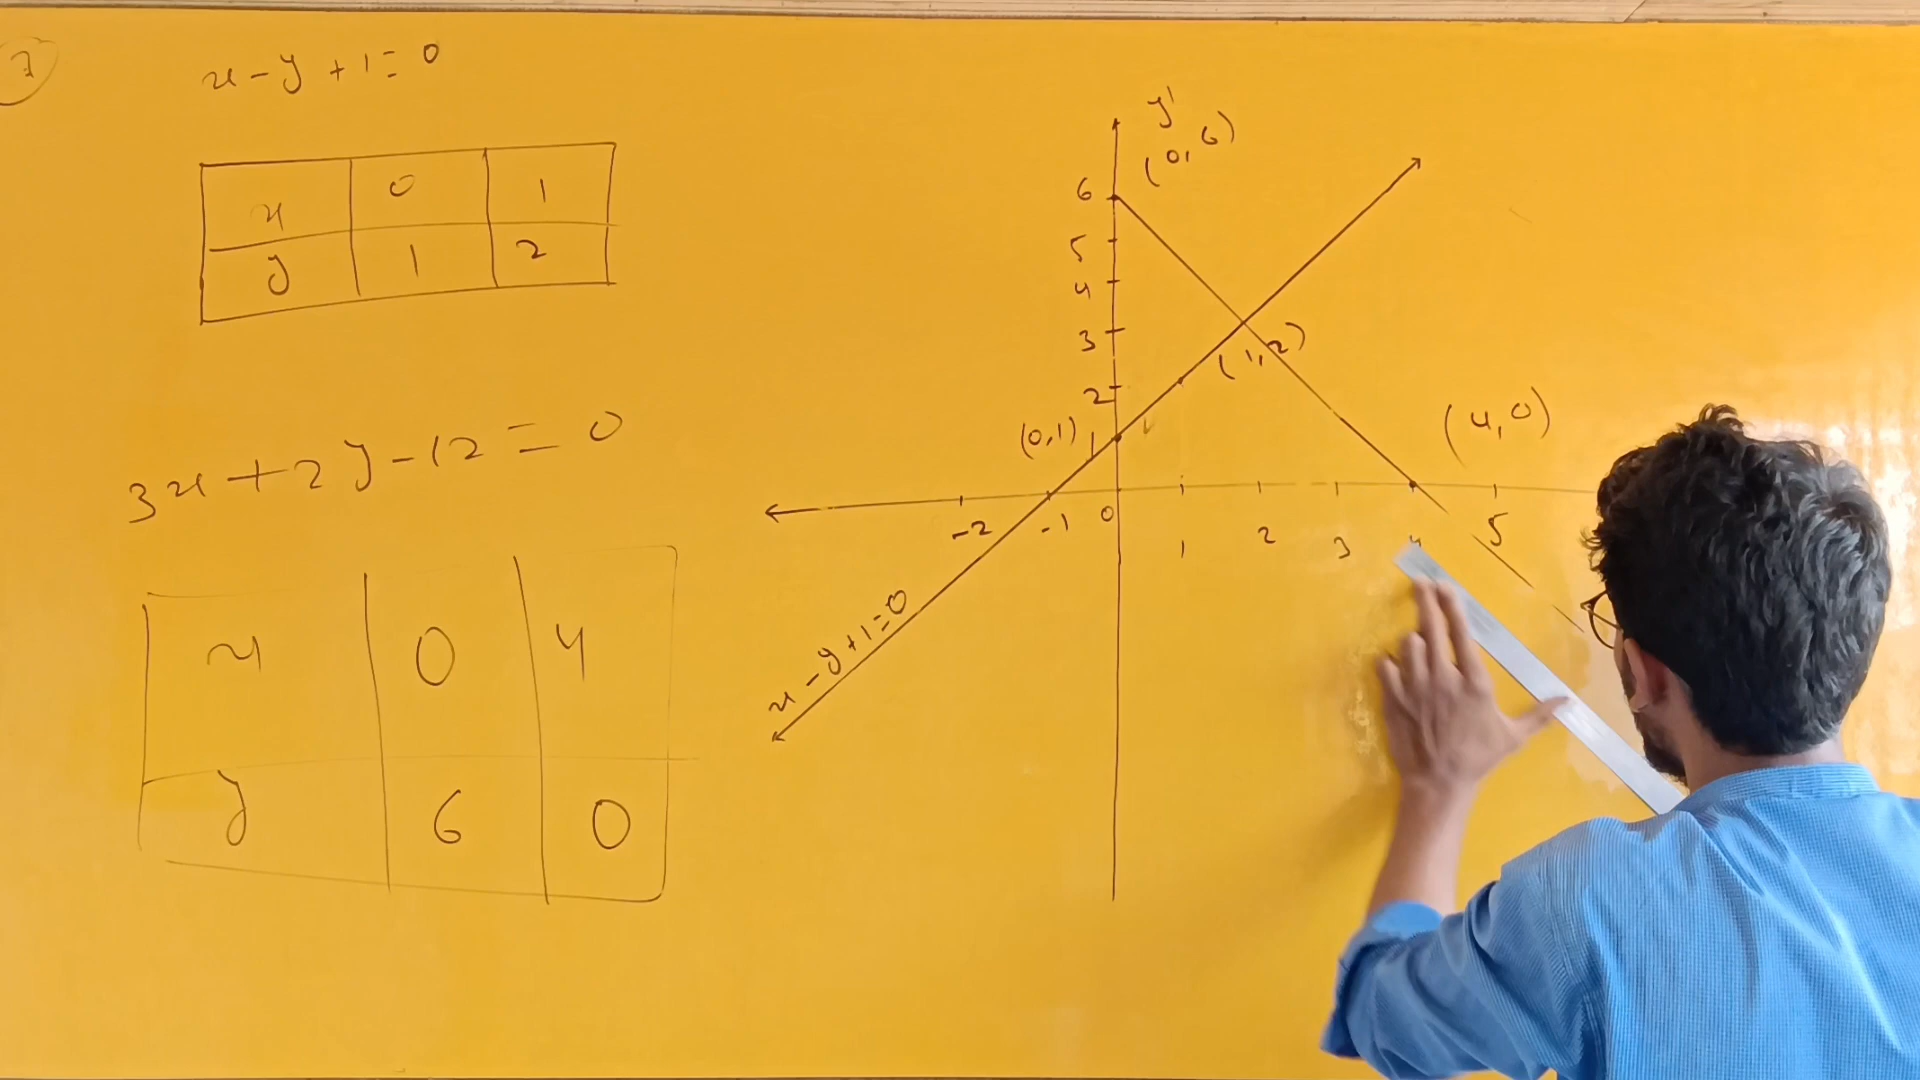 7
x - y + 1 = 0
x 0 1
y 1 2
3x + 2y - 12 = 0
x 0 4
y 6 0
y'
(0, 6)
6
5
4
3
(1, 2)
2
(0, 1) 1
(4, 0)
-2 -1 0
1 2 3 4 5
x - y + 1 = 0